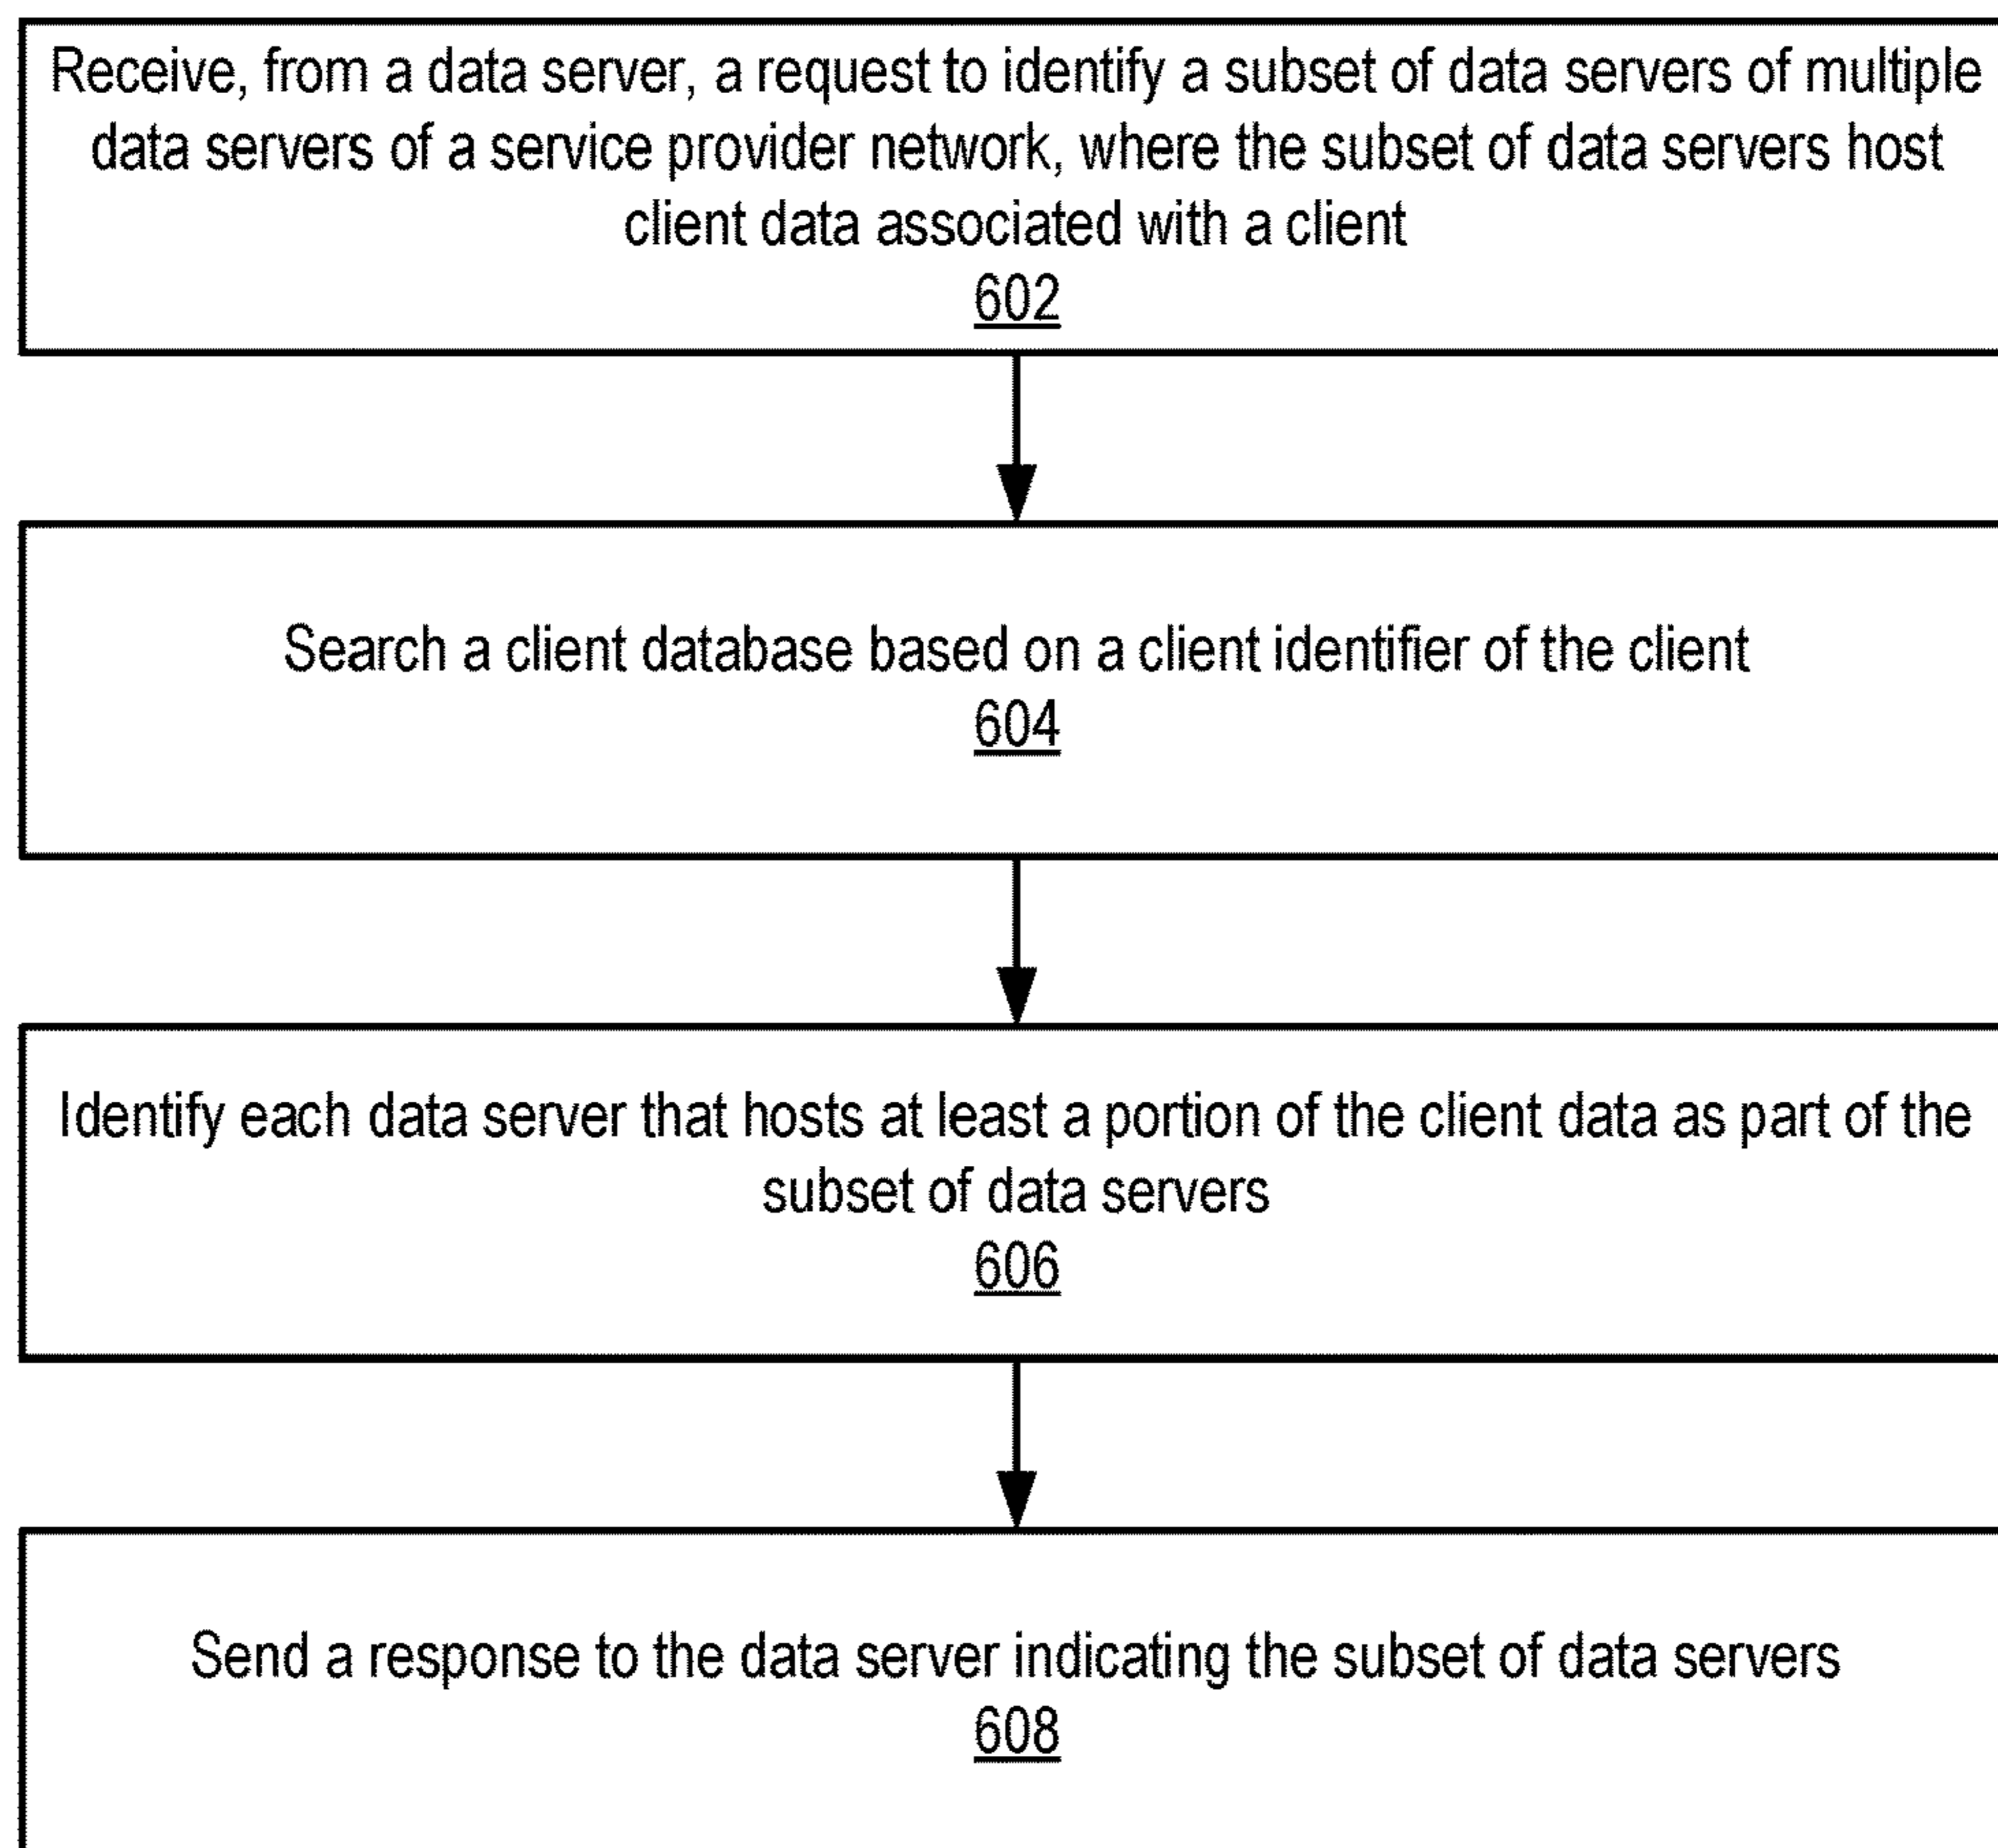 Receive, from a data server, a request to identify a subset of data servers of multiple
data servers of a service provider network, where the subset of data servers host
client data associated with a client
602
Search a client database based on a client identifier of the client
604
Identify each data server that hosts at least a portion of the client data as part of the
subset of data servers
606
Send a response to the data server indicating the subset of data servers
608